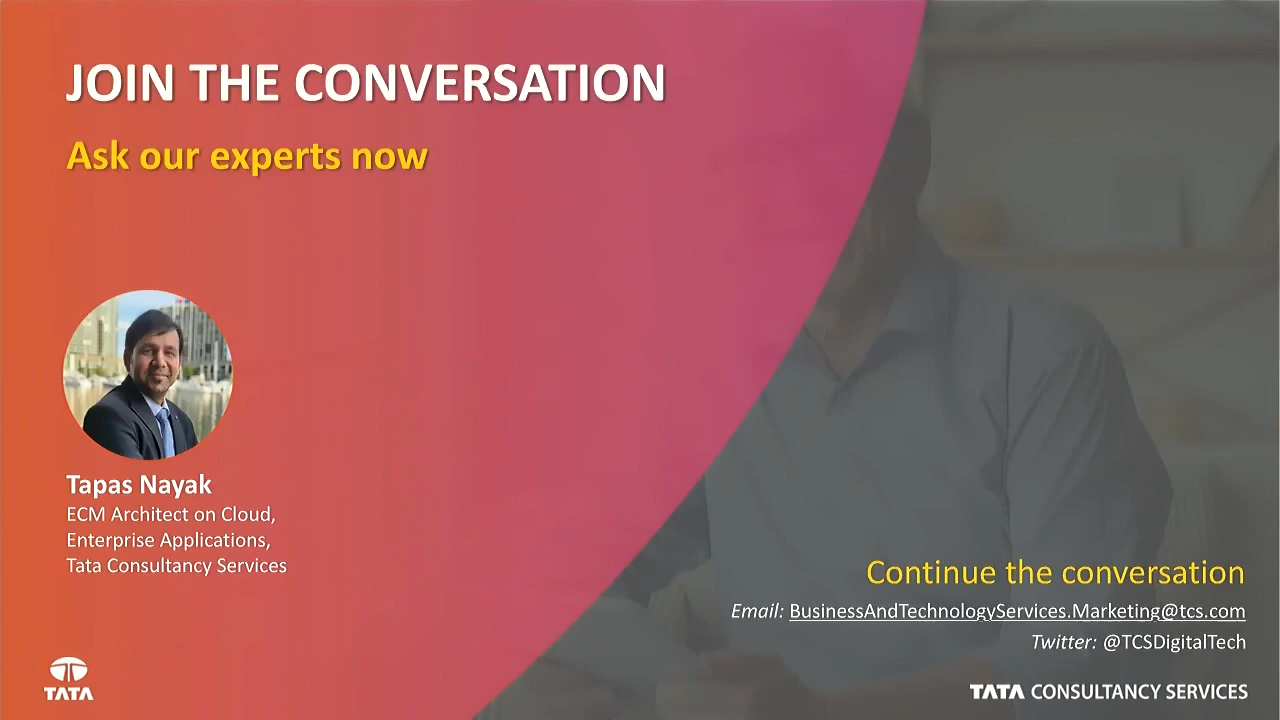 JOIN THE CONVERSATION
Ask our experts now
Tapas Nayak
ECM Architect on Cloud,
Enterprise Applications,
Tata Consultancy Services
Continue the conversation
Email: BusinessAndTechnologyServices.Marketing@tcs.com
Twitter: @TCSDigitalTech
TATA
TATA CONSULTANCY SERVICES